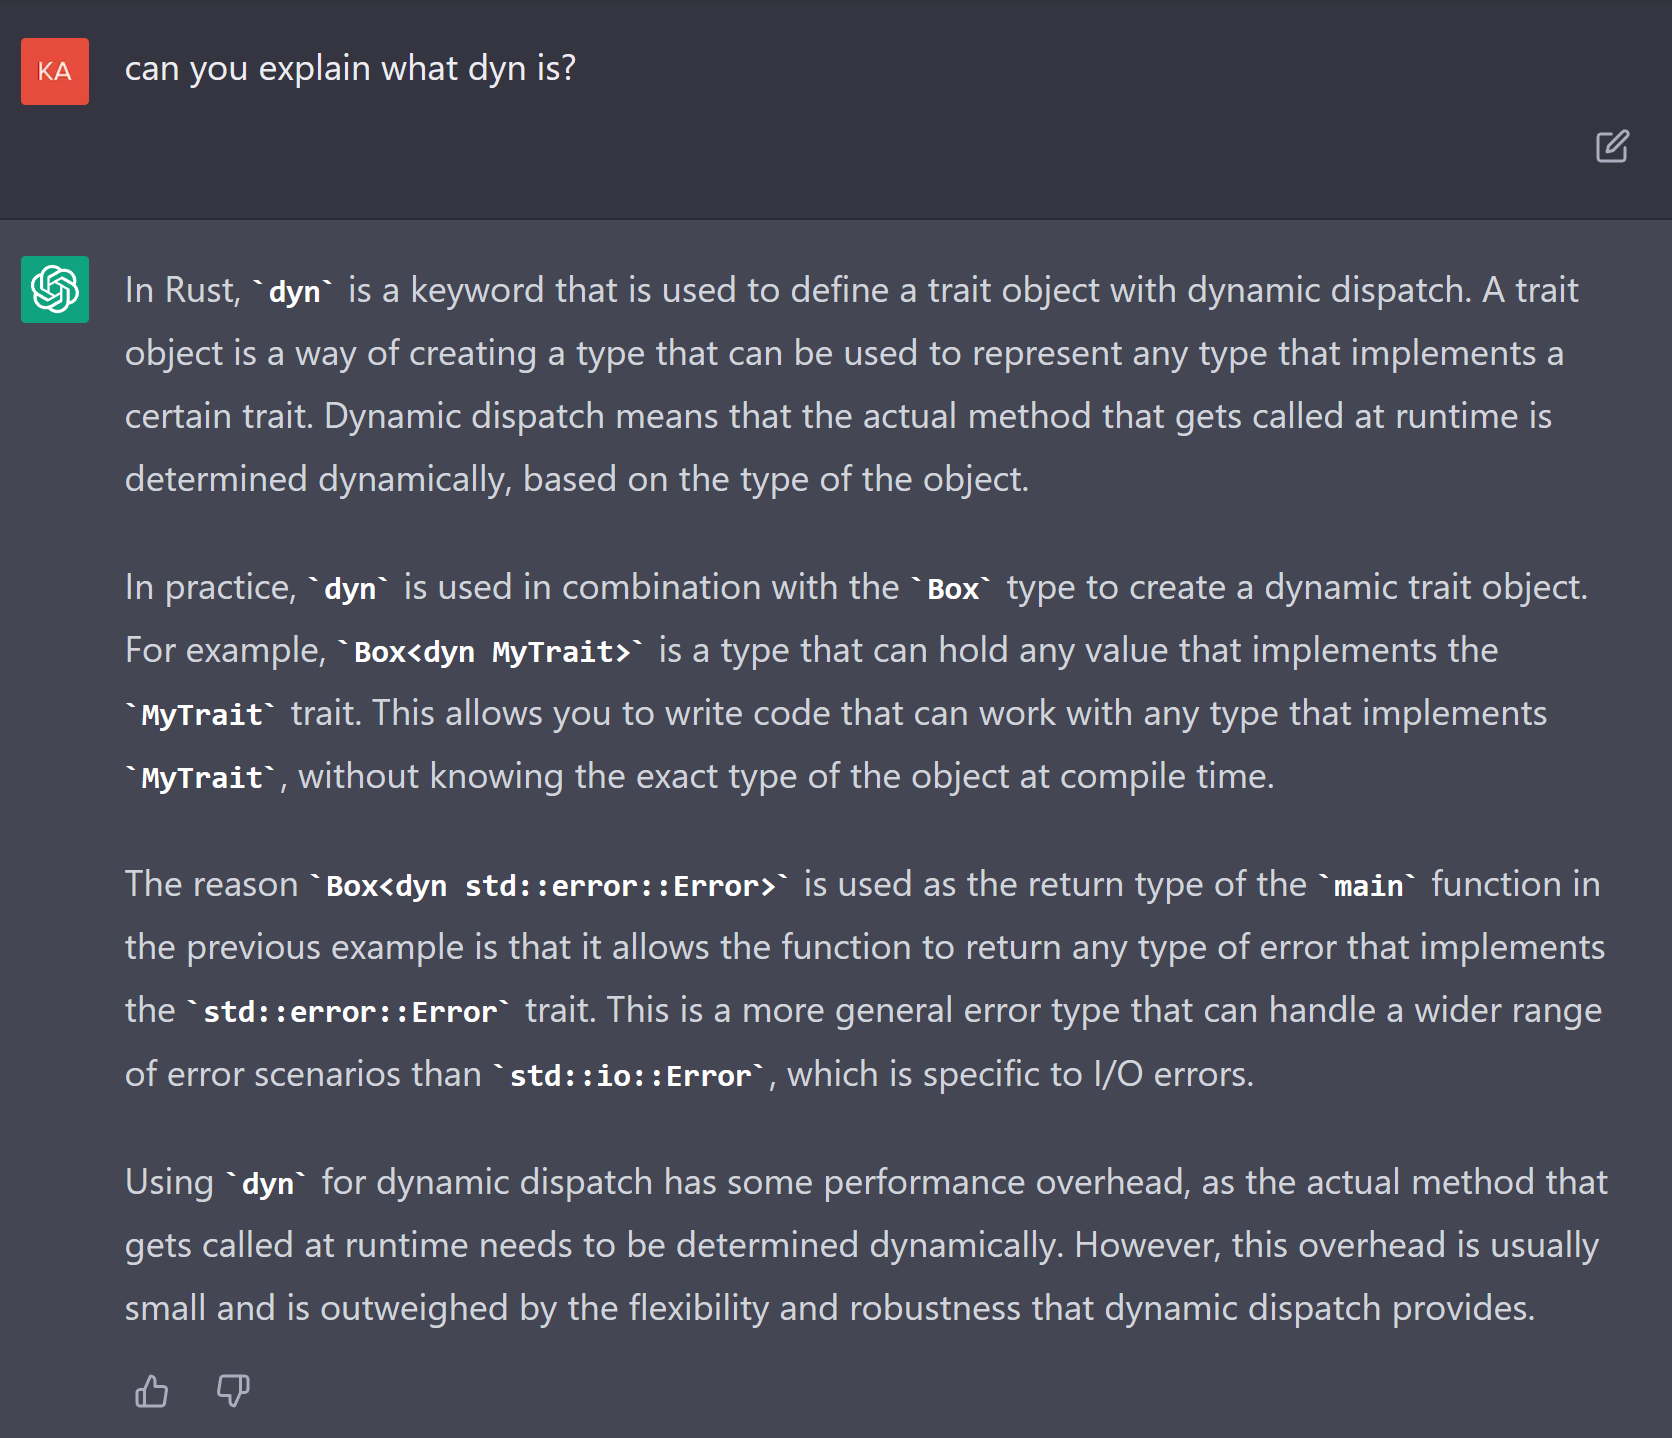 KA
can you explain what dyn is?
In Rust, `dyn` is a keyword that is used to define a trait object with dynamic dispatch. A trait
object is a way of creating a type that can be used to represent any type that implements a
certain trait. Dynamic dispatch means that the actual method that gets called at runtime is
determined dynamically, based on the type of the object.
In practice, `dyn` is used in combination with the `Box` type to create a dynamic trait object.
For example, `Box<dyn MyTrait>` is a type that can hold any value that implements the
`MyTrait` trait. This allows you to write code that can work with any type that implements
`MyTrait`, without knowing the exact type of the object at compile time.
The reason `Box<dyn std::error::Error>` is used as the return type of the `main` function in
the previous example is that it allows the function to return any type of error that implements
the `std::error::Error` trait. This is a more general error type that can handle a wider range
of error scenarios than `std::io::Error`, which is specific to I/O errors.
Using `dyn` for dynamic dispatch has some performance overhead, as the actual method that
gets called at runtime needs to be determined dynamically. However, this overhead is usually
small and is outweighed by the flexibility and robustness that dynamic dispatch provides.